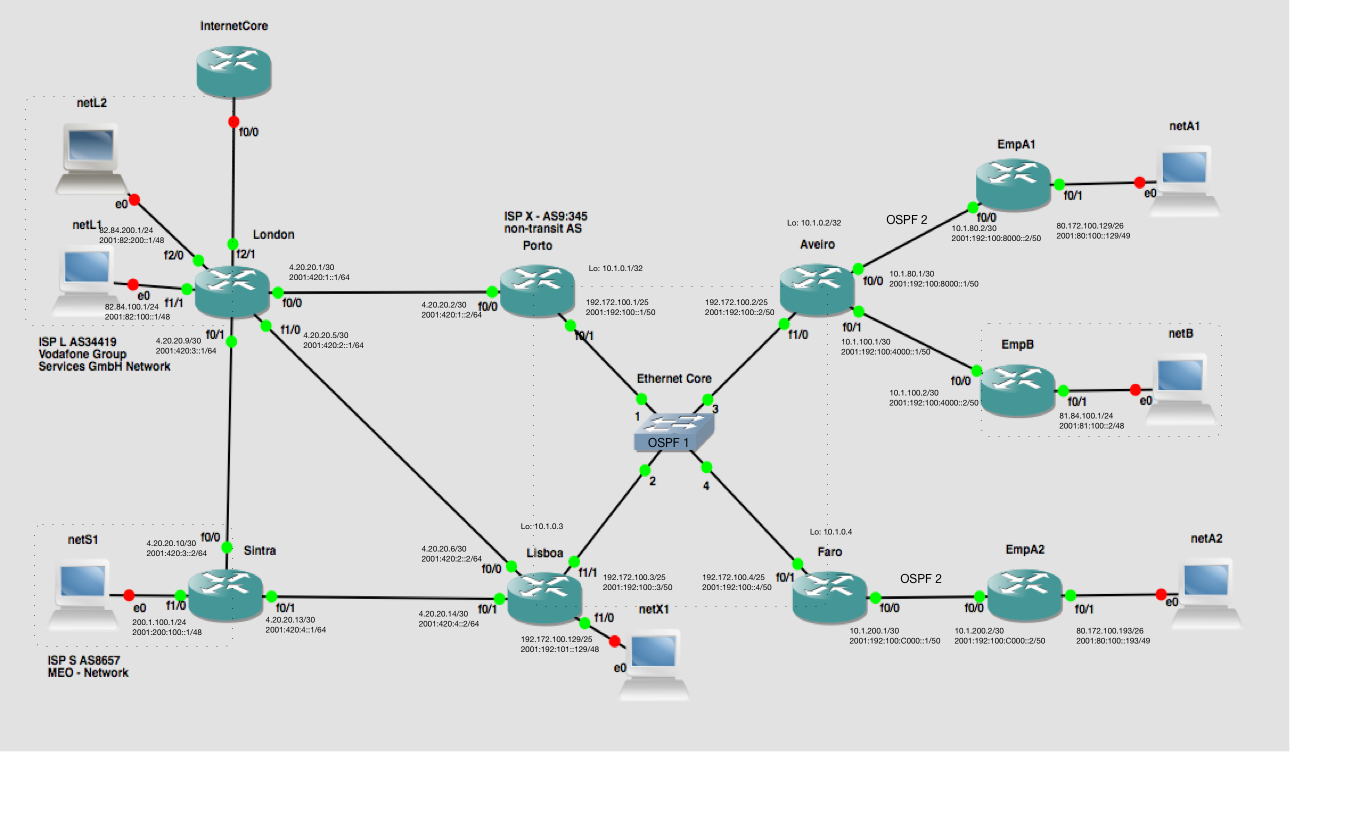 InternetCore
f0/0
netL2
e0
82.84.200.1/24
2001:82:200::1/48
netL1
f2/0
f2/1
London
e0
f1/1
82.84.100.1/24
2001:82:100::1/48
4.20.20.1/30
2001:420:1::1/64
f0/0
f1/0
4.20.20.5/30
2001:420:2::1/64
f0/1
4.20.20.9/30
2001:420:3::1/64
ISP L AS34419
Vodafone Group
Services GmbH Network
ISP X - AS9:345
non-transit AS
Porto
Lo: 10.1.0.1/32
4.20.20.2/30
2001:420:1::2/64
f0/0
192.172.100.1/25
2001:192:100::1/50
f0/1
Ethernet Core
1
3
OSPF 1
2
4
Lo: 10.1.0.2/32
OSPF 2
Aveiro
192.172.100.2/25
2001:192:100::2/50
f1/0
f0/0
10.1.80.1/30
2001:192:100:8000::1/50
f0/1
10.1.100.1/30
2001:192:100:4000::1/50
EmpA1
f0/0
10.1.80.2/30
2001:192:100:8000::2/50
f0/1
80.172.100.129/26
2001:80:100::129/49
netA1
e0
EmpB
f0/0
10.1.100.2/30
2001:192:100:4000::2/50
f0/1
81.84.100.1/24
2001:81:100::2/48
netB
e0
netS1
e0
200.1.100.1/24
2001:200:100::1/48
f1/0
f0/0
4.20.20.10/30
2001:420:3::2/64
Sintra
f0/1
4.20.20.13/30
2001:420:4::1/64
ISP S AS8657
MEO - Network
Lo: 10.1.0.3
Lisboa
4.20.20.6/30
2001:420:2::2/64
f0/0
f1/1
192.172.100.3/25
2001:192:100::3/50
f0/1
4.20.20.14/30
2001:420:4::2/64
f1/0
192.172.100.129/25
2001:192:101::129/48
netX1
e0
Lo: 10.1.0.4
Faro
192.172.100.4/25
2001:192:100::4/50
f0/1
OSPF 2
f0/0
10.1.200.1/30
2001:192:100:C000::1/50
EmpA2
f0/0
10.1.200.2/30
2001:192:100:C000::2/50
f0/1
80.172.100.193/26
2001:80:100::193/49
netA2
e0